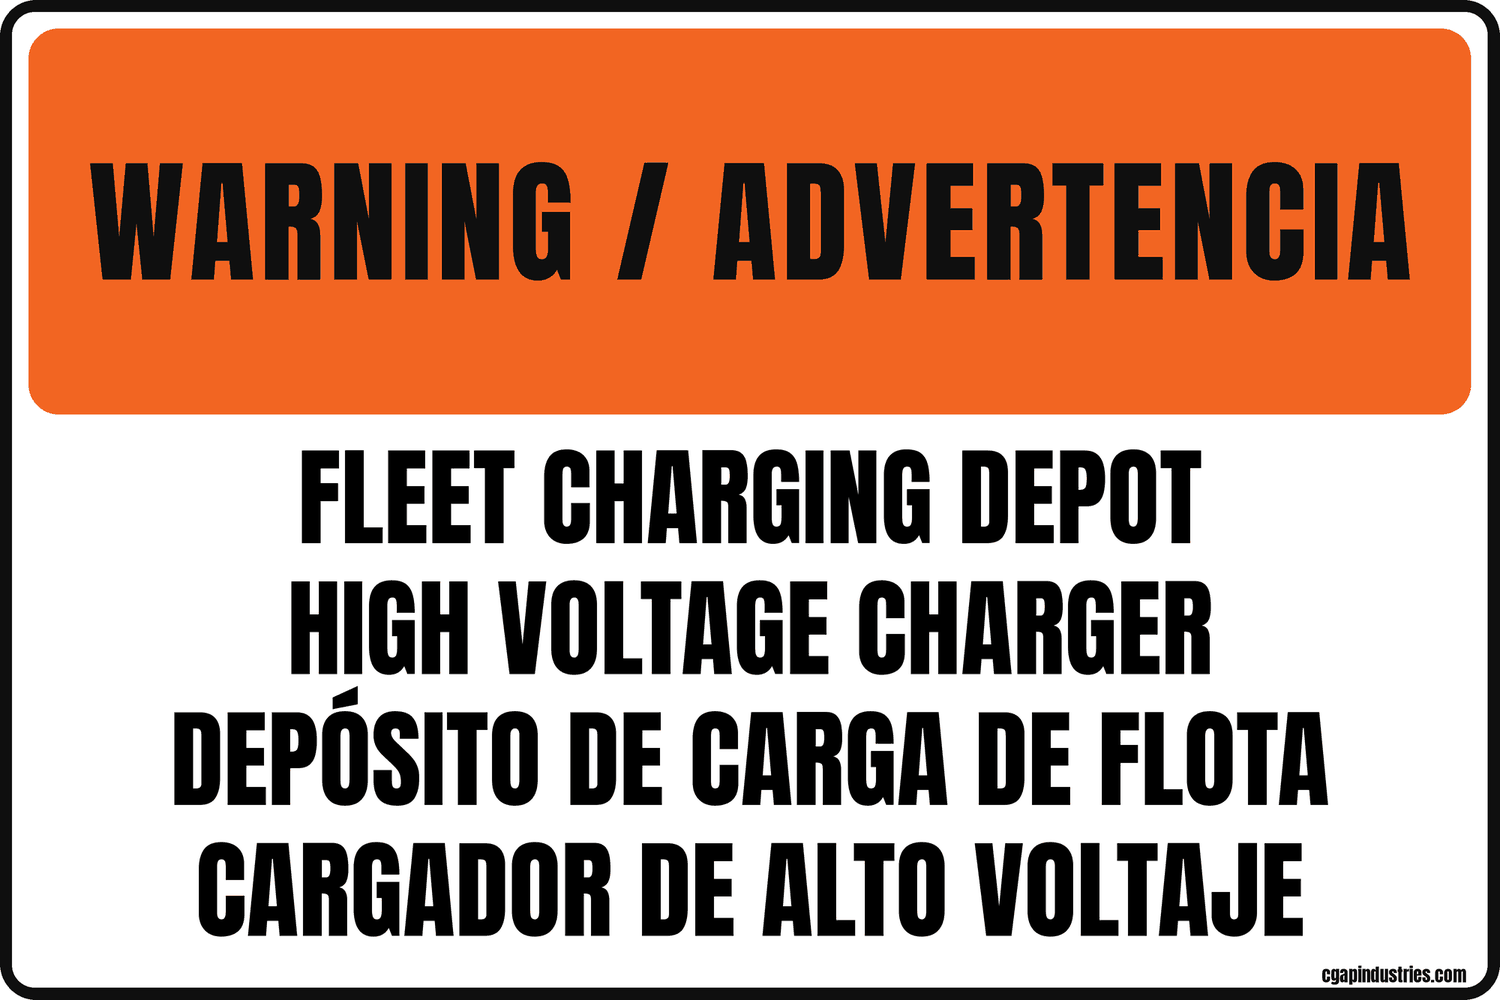 WARNING / ADVERTENCIA
FLEET CHARGING DEPOT
HIGH VOLTAGE CHARGER
DEPÓSITO DE CARGA DE FLOTA
CARGADOR DE ALTO VOLTAJE
cgapindustries.com